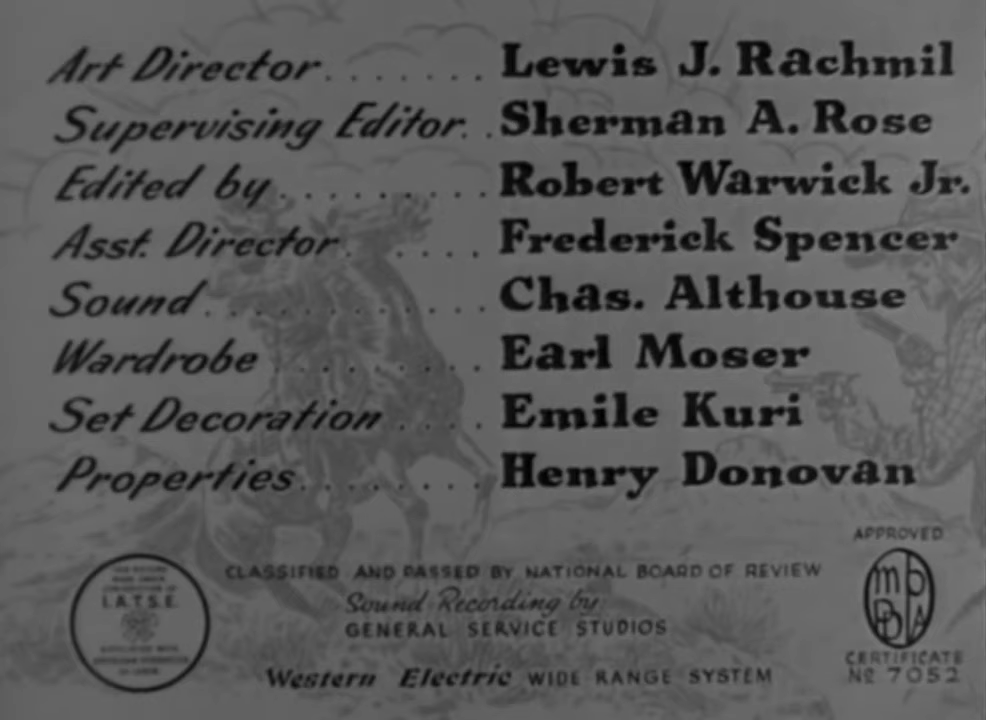 Art Director....... Lewis J. Rachmil
Supervising Editor. .Sherman A. Rose
Edited by......... Robert Warwick Jr.
Asst. Director...... Frederick Spencer
Sound............. Chas. Althouse
Wardrobe......... Earl Moser
Set Decoration.... Emile Kuri
Properties......... Henry Donovan
APPROVED
CLASSIFIED AND PASSED BY NATIONAL BOARD OF REVIEW
I.A.T.S.E.
Sound Recording by
GENERAL SERVICE STUDIOS
Western Electric WIDE RANGE SYSTEM
CERTIFICATE
No 7052